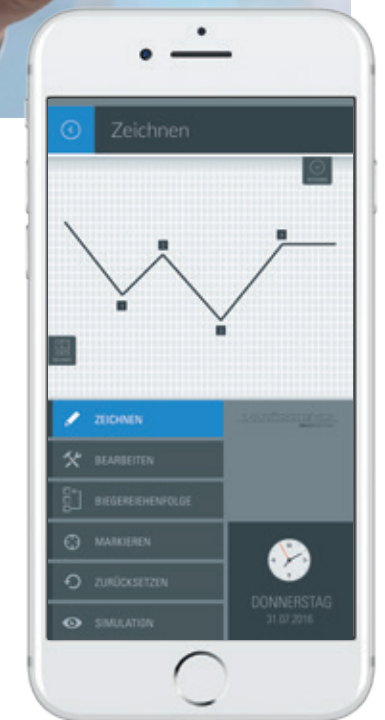 Zeichnen
ZEICHNEN
BEARBEITEN
BIEGEREIHENFOLGE
MARKIEREN
ZURÜCKSETZEN
SIMULATION
DONNERSTAG
31.07.2016